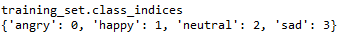 training_set.class_indices
{'angry': 0, 'happy': 1, 'neutral': 2, 'sad': 3}